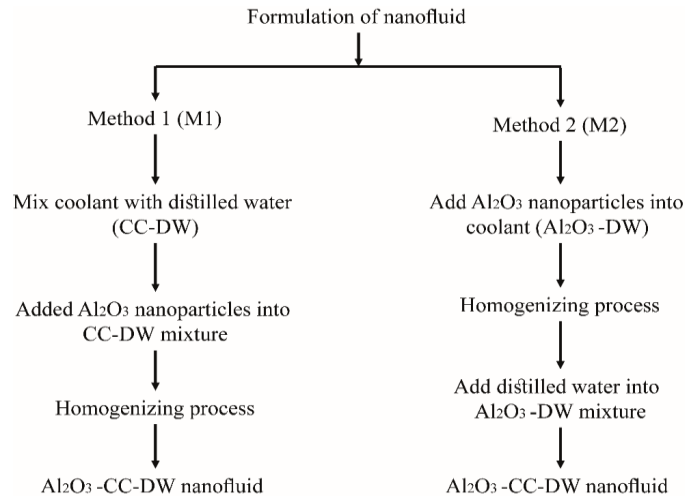 Formulation of nanofluid
Method 1 (M1)
Mix coolant with distilled water
(CC-DW)
Added Al2O3 nanoparticles into
CC-DW mixture
Homogenizing process
Al2O3 -CC-DW nanofluid
Method 2 (M2)
Add Al2O3 nanoparticles into
coolant (Al2O3 -DW)
Homogenizing process
Add distilled water into
Al2O3 -DW mixture
Al2O3 -CC-DW nanofluid